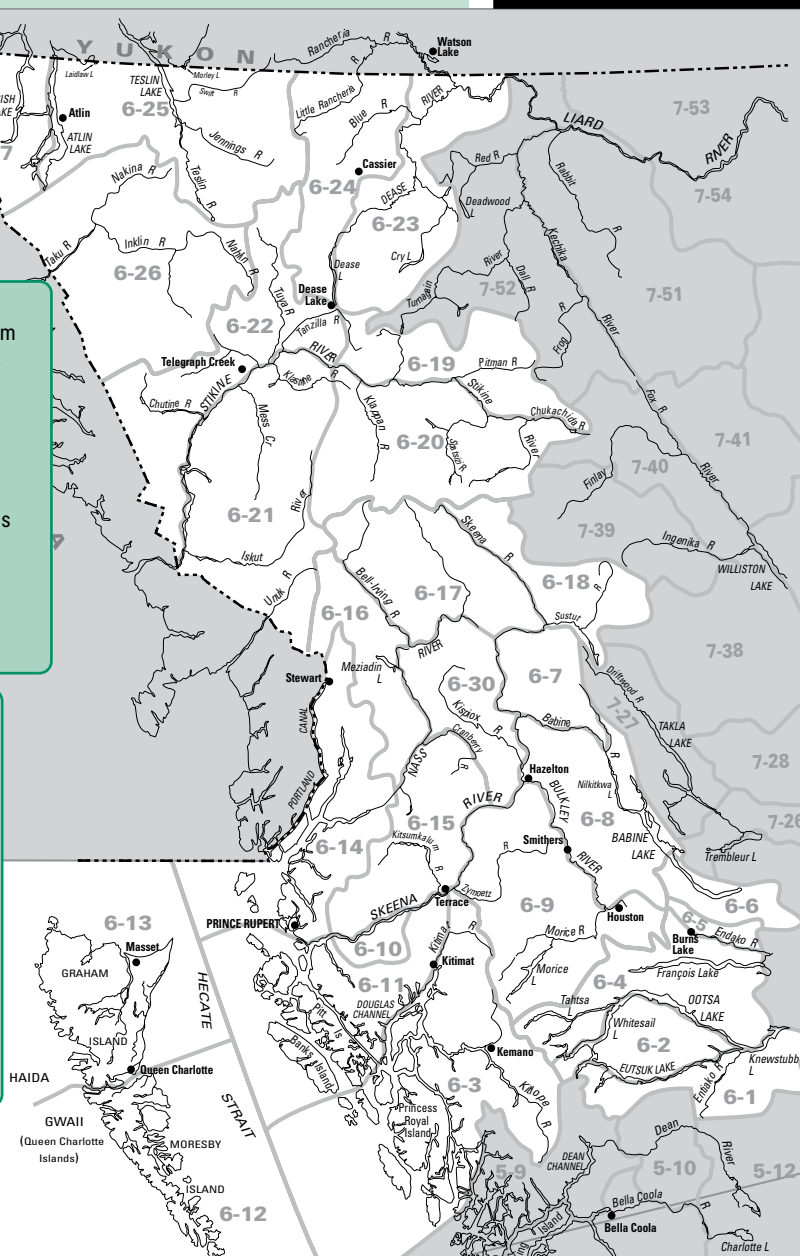 YUKON
Rancheria R
Watson
Lake
Laidlaw L
Morley L
TESLIN
LAKE
Swift R
6-25
Atlin
ATLIN
LAKE
7
Little Rancheria R
Blue R
RIVER
LIARD
RIVER
7-53
7-54
Jennings R
Teslin R
Nakina R
Cassier
6-24
DEASE
6-23
Cry L
Red R
Deadwood
L
Rabbit R
Kechika
River
Taku R
Inklin R
Nahlin R
6-26
Tuya R
Dease
L
Dease
Lake
Turnagain
River
Dall R
7-52
7-51
Frog R
6-22
Tanzilla R
RIVER
Telegraph Creek
STIKINE
Klastline R
6-19
Pitman R
Stikine
River
Chukachida R
Chutine R
Mess Cr
Klappan R
6-20
Spatsizi R
Fox R
River
7-41
7-40
Finlay
6-21
River
Iskut
7-39
Ingenika R
WILLISTON
LAKE
Skeena R
6-18
R
Sustut
Unuk R
6-16
Bell-Irving R
6-17
7-38
RIVER
Meziadin
L
Stewart
CANAL
PORTLAND
6-30
Kispiox R
6-7
Driftwood R
7-27
TAKLA
LAKE
Babine
R
Cranberry
R
NASS
Hazelton
7-28
RIVER
BULKLEY
RIVER
Nilkitkwa
L
6-15
6-8
7-26
6-14
Kitsumkalum
R
Smithers
BABINE
LAKE
Trembleur L
R
Zymoetz
Terrace
SKEENA
PRINCE RUPERT
6-9
Houston
6-6
6-5
Burns
Lake
Endako R
6-13
Masset
GRAHAM
ISLAND
HECATE
STRAIT
6-10
Kitimat R
Kitimat
6-11
DOUGLAS
CHANNEL
Morice R
Morice
L
6-4
François Lake
Tahtsa
OOTSA
LAKE
Whitesail
L
6-2
EUTSUK LAKE
Entiako R
Knewstubb
L
6-1
Pitt Is
Banks Island
Kemano
Queen Charlotte
HAIDA
GWAII
(Queen Charlotte
Islands)
MORESBY
ISLAND
6-12
6-3
Kitlope R
Princess
Royal
Island
DEAN
CHANNEL
5-9
Dean
River
5-10
5-12
Bella Coola R
Bella Coola
Island
Charlotte L